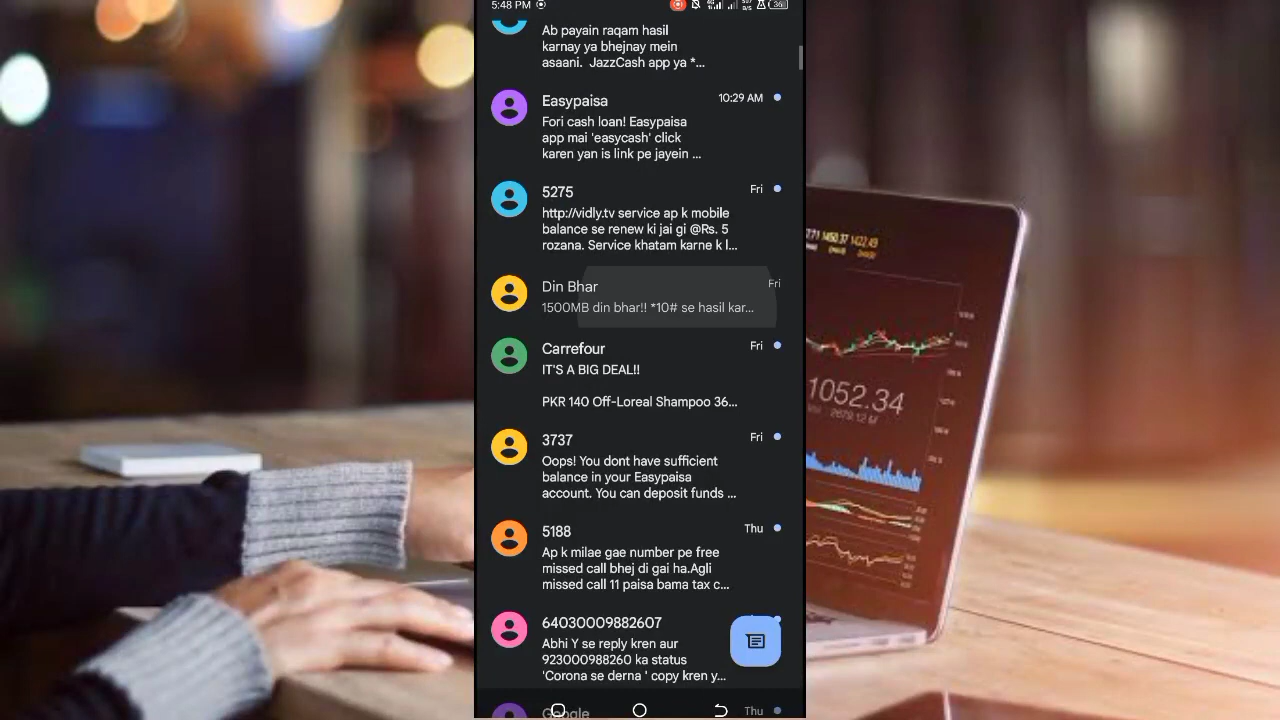 5:48 PM
Ab payain raqam hasil
karnay ya bhejnay mein
asaani. JazzCash app ya *...
Easypaisa
10:29 AM
Fori cash loan! Easypaisa
app mai 'easycash' click
karen yan is link pe jayein ...
5275
Fri
http://vidly.tv service ap k mobile
balance se renew ki jai gi @Rs. 5
rozana. Service khatam karne k l...
Din Bhar
Fri
1500MB din bhar!! *10# se hasil kar...
Carrefour
Fri
IT'S A BIG DEAL!!
PKR 140 Off-Loreal Shampoo 36...
3737
Fri
Oops! You dont have sufficient
balance in your Easypaisa
account. You can deposit funds ...
5188
Thu
Ap k milae gae number pe free
missed call bhej di gai ha.Agli
missed call 11 paisa bama tax c...
64030009882607
Abhi Y se reply kren aur
923000988260 ka status
'Corona se derna ' copy kren y...
Google
Thu
1052.34